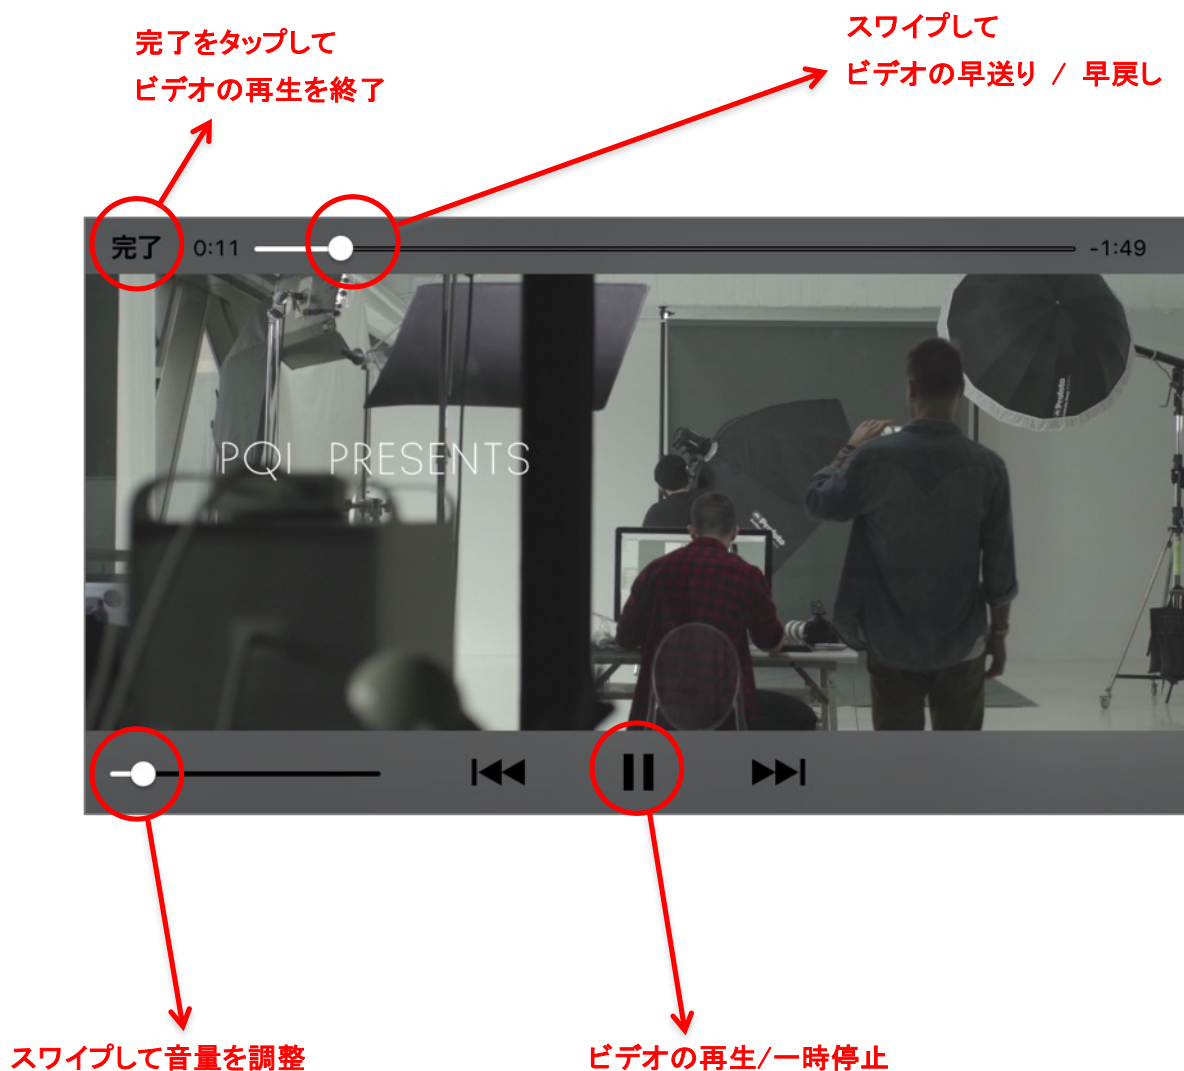 完了をタップして
ビデオの再生を終了
スワイプして
ビデオの早送り / 早戻し
完了 0:11 -1:49
PQI PRESENTS
Profoto
Profoto
スワイプして音量を調整
ビデオの再生/一時停止